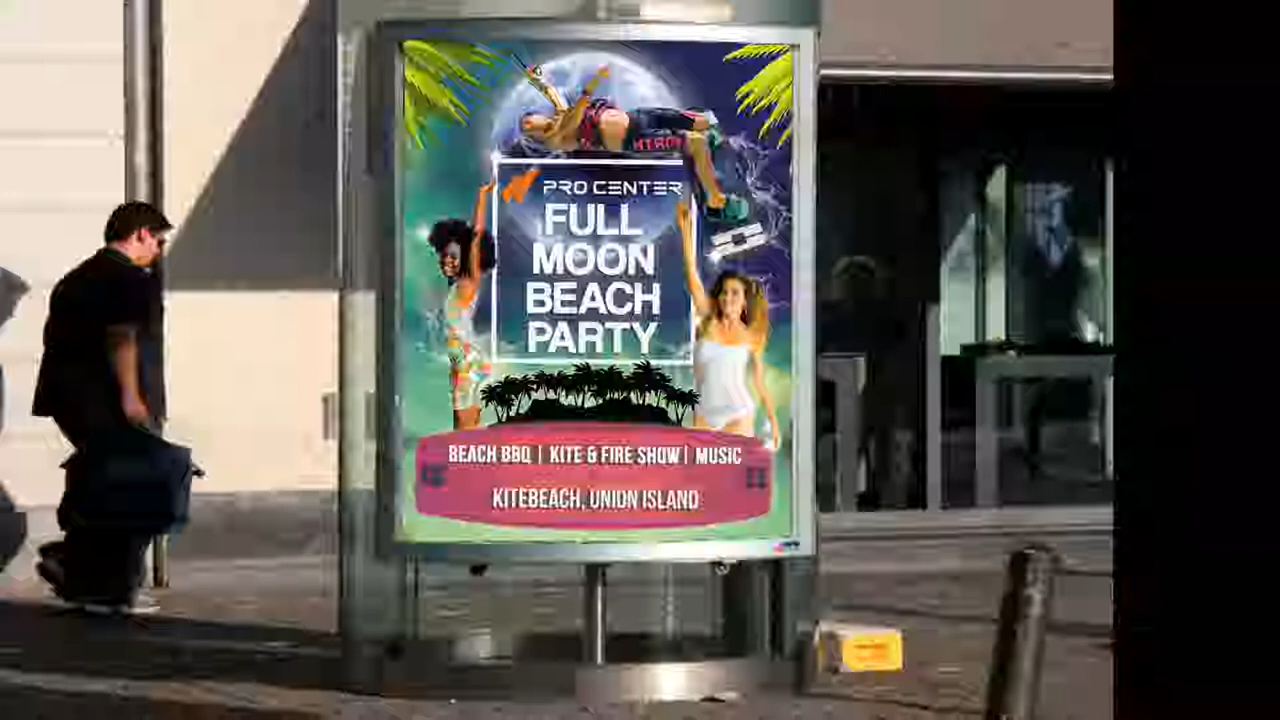 PRO CENTER
FULL
MOON
BEACH
PARTY
BEACH BBQ | KITE & FIRE SHOW | MUSIC
KITEBEACH, UNION ISLAND